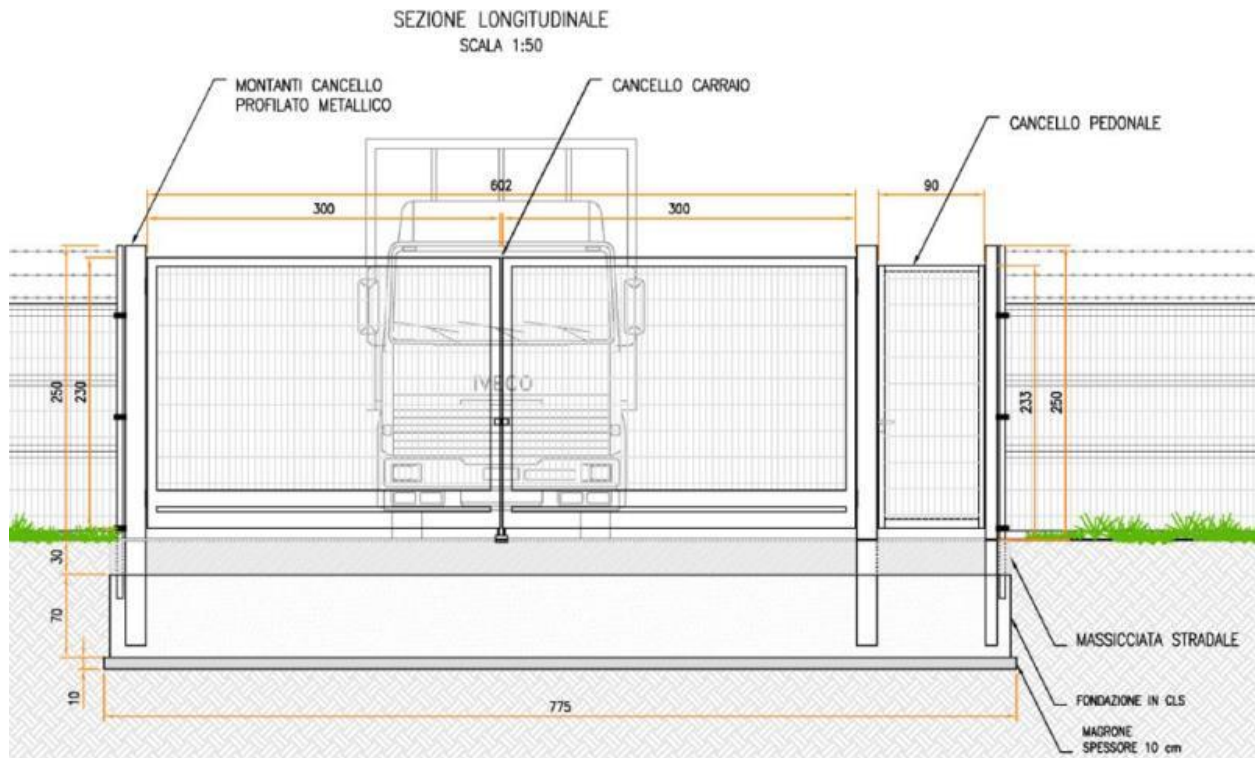 SEZIONE LONGITUDINALE
SCALA 1:50
MONTANTI CANCELLO
PROFILATO METALLICO
CANCELLO CARRAIO
CANCELLO PEDONALE
602
90
300
300
250
230
IVECO
233
250
30
70
10
775
MASSICCIATA STRADALE
FONDAZIONE IN CLS
MAGRONE
SPESSORE 10 cm